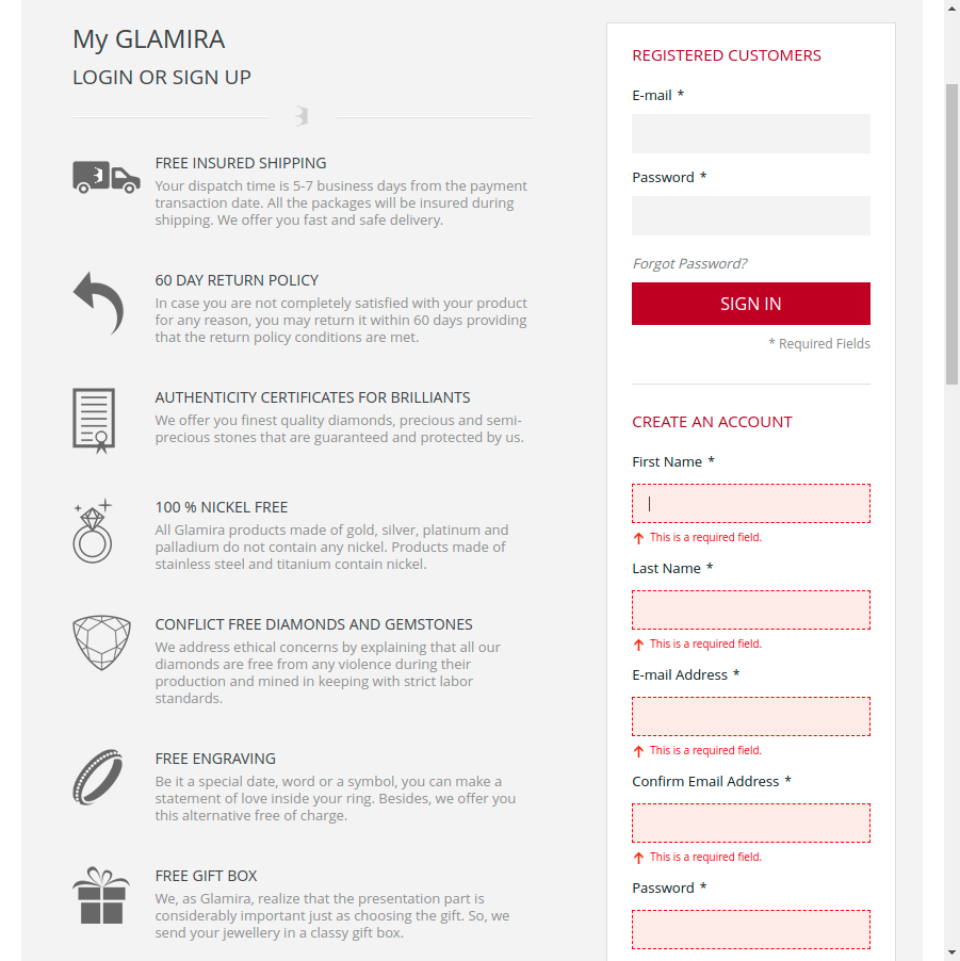 My GLAMIRA
LOGIN OR SIGN UP
FREE INSURED SHIPPING
Your dispatch time is 5-7 business days from the payment
transaction date. All the packages will be insured during
shipping. We offer you fast and safe delivery.
60 DAY RETURN POLICY
In case you are not completely satisfied with your product
for any reason, you may return it within 60 days providing
that the return policy conditions are met.
AUTHENTICITY CERTIFICATES FOR BRILLIANTS
We offer you finest quality diamonds, precious and semi-
precious stones that are guaranteed and protected by us.
100 % NICKEL FREE
All Glamira products made of gold, silver, platinum and
palladium do not contain any nickel. Products made of
stainless steel and titanium contain nickel.
CONFLICT FREE DIAMONDS AND GEMSTONES
We address ethical concerns by explaining that all our
diamonds are free from any violence during their
production and mined in keeping with strict labor
standards.
FREE ENGRAVING
Be it a special date, word or a symbol, you can make a
statement of love inside your ring. Besides, we offer you
this alternative free of charge.
FREE GIFT BOX
We, as Glamira, realize that the presentation part is
considerably important just as choosing the gift. So, we
send your jewellery in a classy gift box.
REGISTERED CUSTOMERS
E-mail *
Password *
Forgot Password?
SIGN IN
* Required Fields
CREATE AN ACCOUNT
First Name *
This is a required field.
Last Name *
This is a required field.
E-mail Address *
This is a required field.
Confirm Email Address *
This is a required field.
Password *